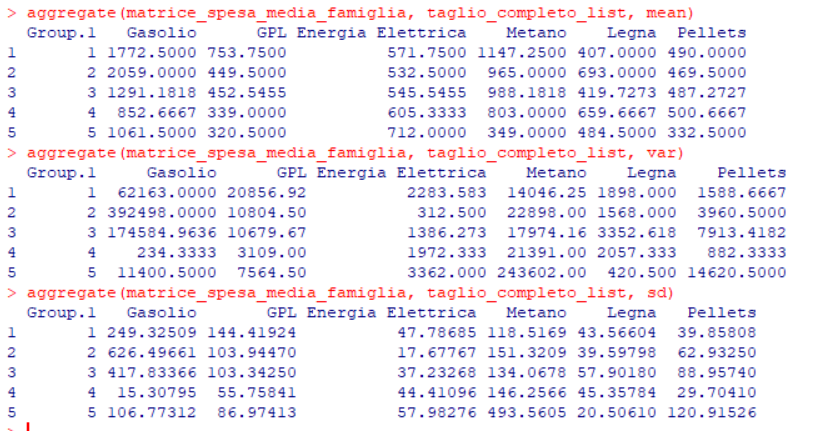 > aggregate(matrice_spesa_media_famiglia, taglio_completo_list, mean)
  Group.1   Gasolio      GPL Energia Elettrica    Metano    Legna  Pellets
1       1 1772.5000 753.7500          571.7500 1147.2500 407.0000 490.0000
2       2 2059.0000 449.5000          532.5000  965.0000 693.0000 469.5000
3       3 1291.1818 452.5455          545.5455  988.1818 419.7273 487.2727
4       4  852.6667 339.0000          605.3333  803.0000 659.6667 500.6667
5       5 1061.5000 320.5000          712.0000  349.0000 484.5000 332.5000
> aggregate(matrice_spesa_media_famiglia, taglio_completo_list, var)
  Group.1     Gasolio      GPL Energia Elettrica    Metano    Legna    Pellets
1       1  62163.0000 20856.92          2283.583  14046.25 1898.000  1588.6667
2       2 392498.0000 10804.50           312.500  22898.00 1568.000  3960.5000
3       3 174584.9636 10679.67          1386.273  17974.16 3352.618  7913.4182
4       4    234.3333  3109.00          1972.333  21391.00 2057.333   882.3333
5       5  11400.5000  7564.50          3362.000 243602.00  420.500 14620.5000
> aggregate(matrice_spesa_media_famiglia, taglio_completo_list, sd)
  Group.1   Gasolio       GPL Energia Elettrica   Metano    Legna   Pellets
1       1 249.32509 144.41924          47.78685 118.5169 43.56604  39.85808
2       2 626.49661 103.94470          17.67767 151.3209 39.59798  62.93250
3       3 417.83366 103.34250          37.23268 134.0678 57.90180  88.95740
4       4  15.30795  55.75841          44.41096 146.2566 45.35784  29.70410
5       5 106.77312  86.97413          57.98276 493.5605 20.50610 120.91526
>